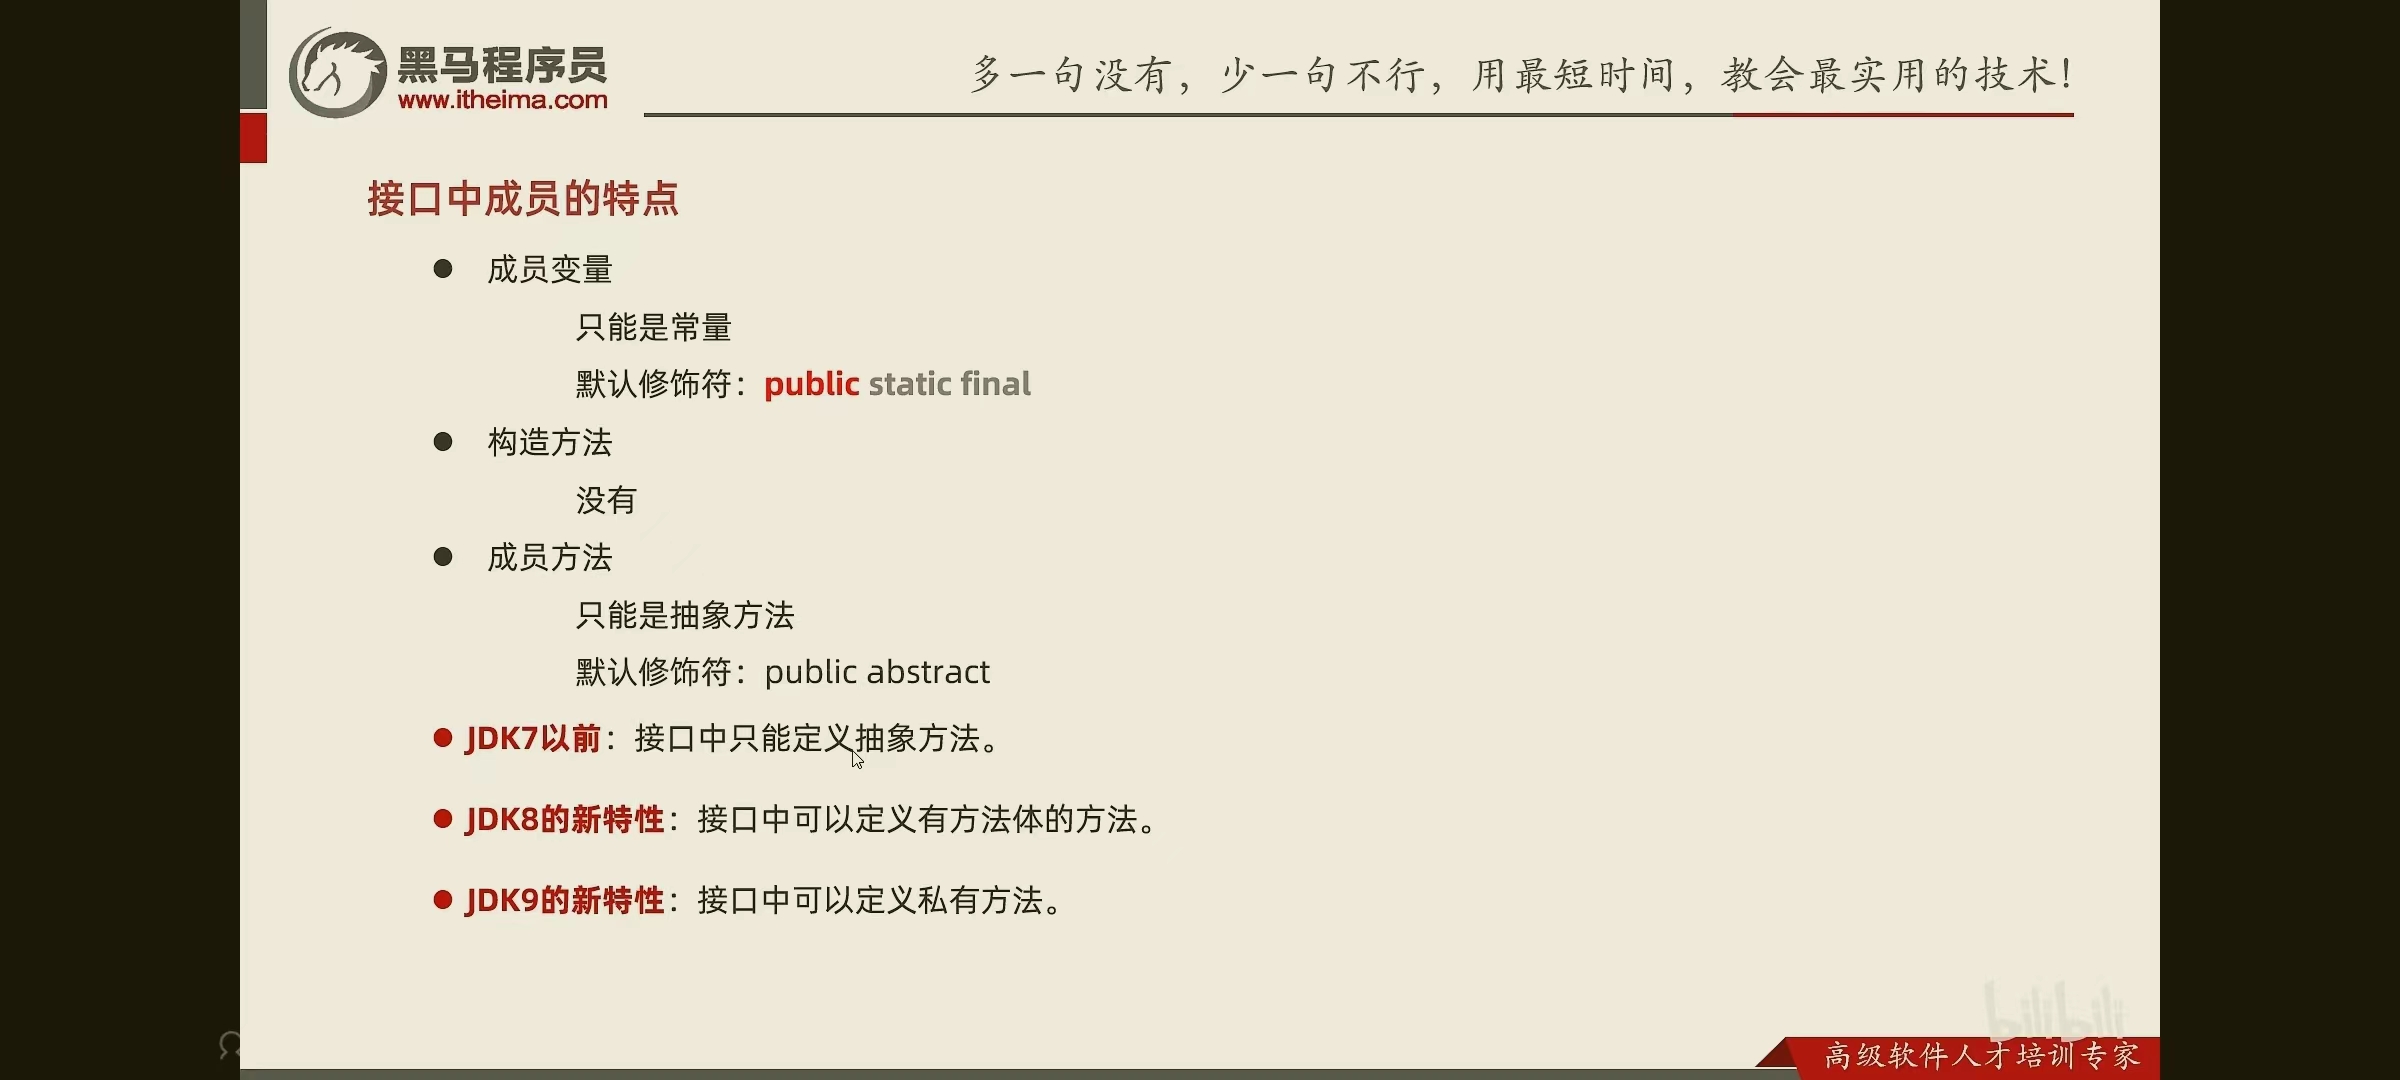 黑马程序员
www.itheima.com
多一句没有，少一句不行，用最短时间，教会最实用的技术！
接口中成员的特点
● 成员变量
只能是常量
默认修饰符：public static final
● 构造方法
没有
● 成员方法
只能是抽象方法
默认修饰符：public abstract
● JDK7以前：接口中只能定义抽象方法。
● JDK8的新特性：接口中可以定义有方法体的方法。
● JDK9的新特性：接口中可以定义私有方法。
bilibili
高级软件人才培训专家